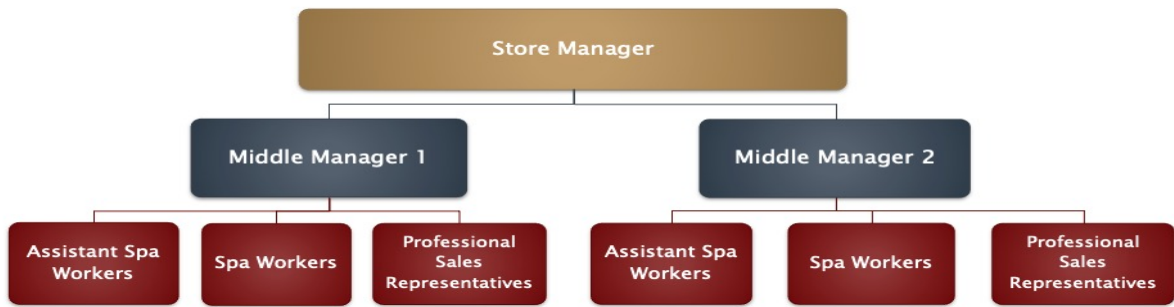 Store Manager
Middle Manager 1
Middle Manager 2
Assistant Spa
Workers
Spa Workers
Professional
Sales
Representatives
Assistant Spa
Workers
Spa Workers
Professional
Sales
Representatives